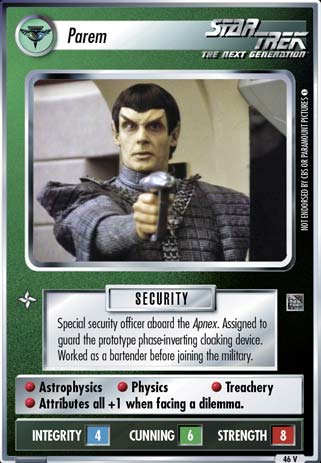 Parem
STAR TREK
THE NEXT GENERATION
NOT ENDORSED BY CBS OR PARAMOUNT PICTURES
SECURITY
Special security officer aboard the Apnex. Assigned to
guard the prototype phase-inverting cloaking device.
Worked as a bartender before joining the military.
Astrophysics Physics Treachery
Attributes all +1 when facing a dilemma.
INTEGRITY 4 CUNNING 6 STRENGTH 8
46 V